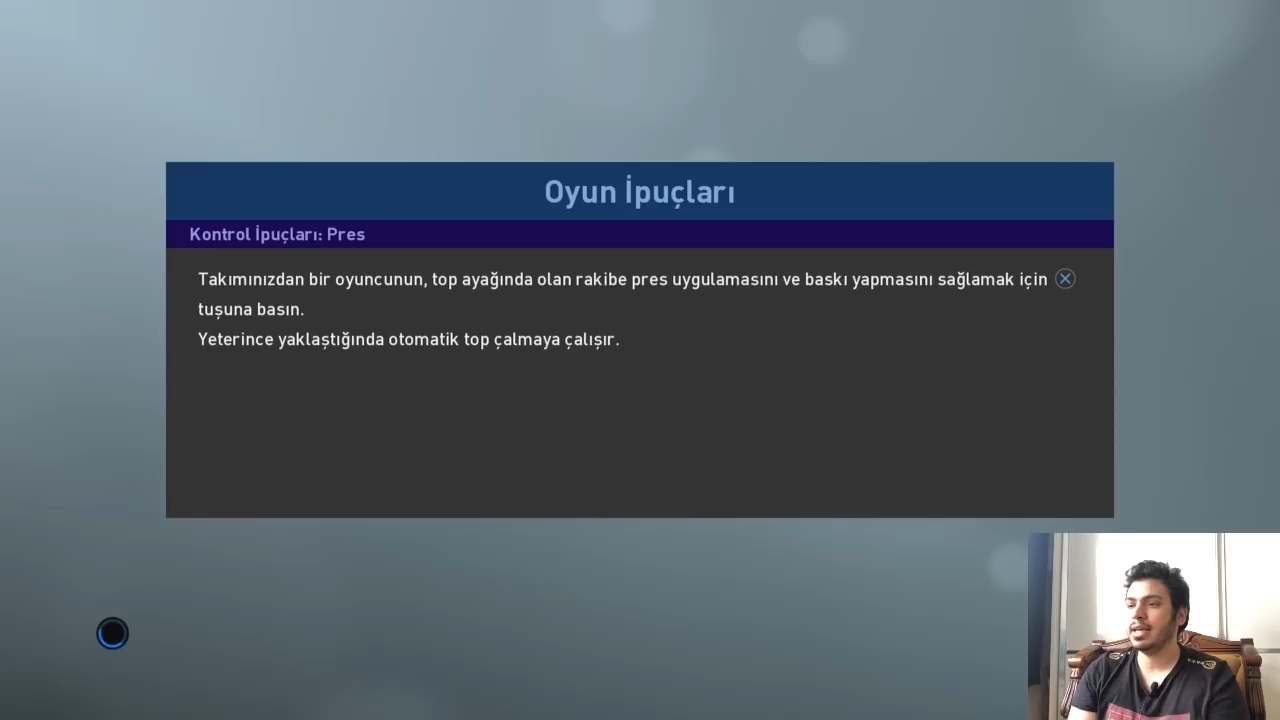 Oyun İpuçları
Kontrol İpuçları: Pres
Takımınızdan bir oyuncunun, top ayağında olan rakibe pres uygulamasını ve baskı yapmasını sağlamak için
tuşuna basın.
Yeterince yaklaştığında otomatik top çalmaya çalışır.